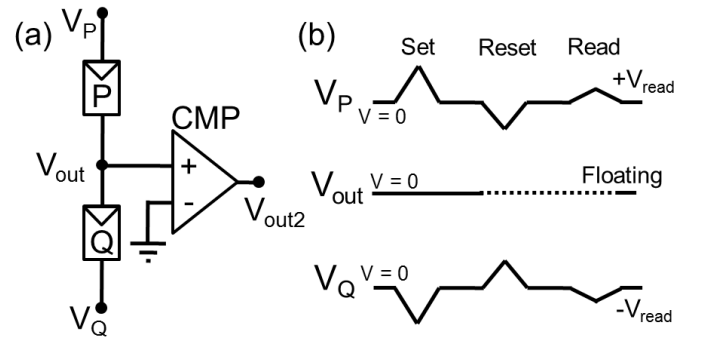 (a)
V_P
P
CMP
V_out
+
-
V_out2
Q
V_Q
(b)
Set Reset Read
V_P V = 0 +V_read
V_out V = 0 Floating
V_Q V = 0 -V_read